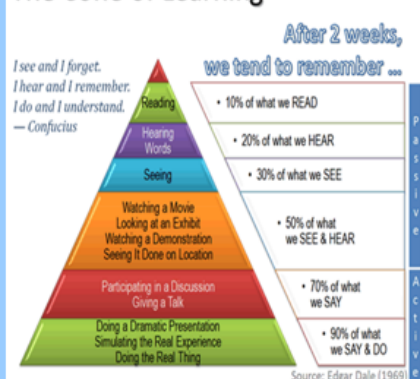 I see and I forget.
I hear and I remember.
I do and I understand.
— Confucius
After 2 weeks,
we tend to remember ...
Reading
• 10% of what we READ
Hearing
Words
• 20% of what we HEAR
Seeing
• 30% of what we SEE
Watching a Movie
Looking at an Exhibit
Watching a Demonstration
Seeing It Done on Location
• 50% of what
we SEE & HEAR
Participating in a Discussion
Giving a Talk
• 70% of what
we SAY
Doing a Dramatic Presentation
Simulating the Real Experience
Doing the Real Thing
• 90% of what
we SAY & DO
Passive
Active
Source: Edgar Dale (1969)